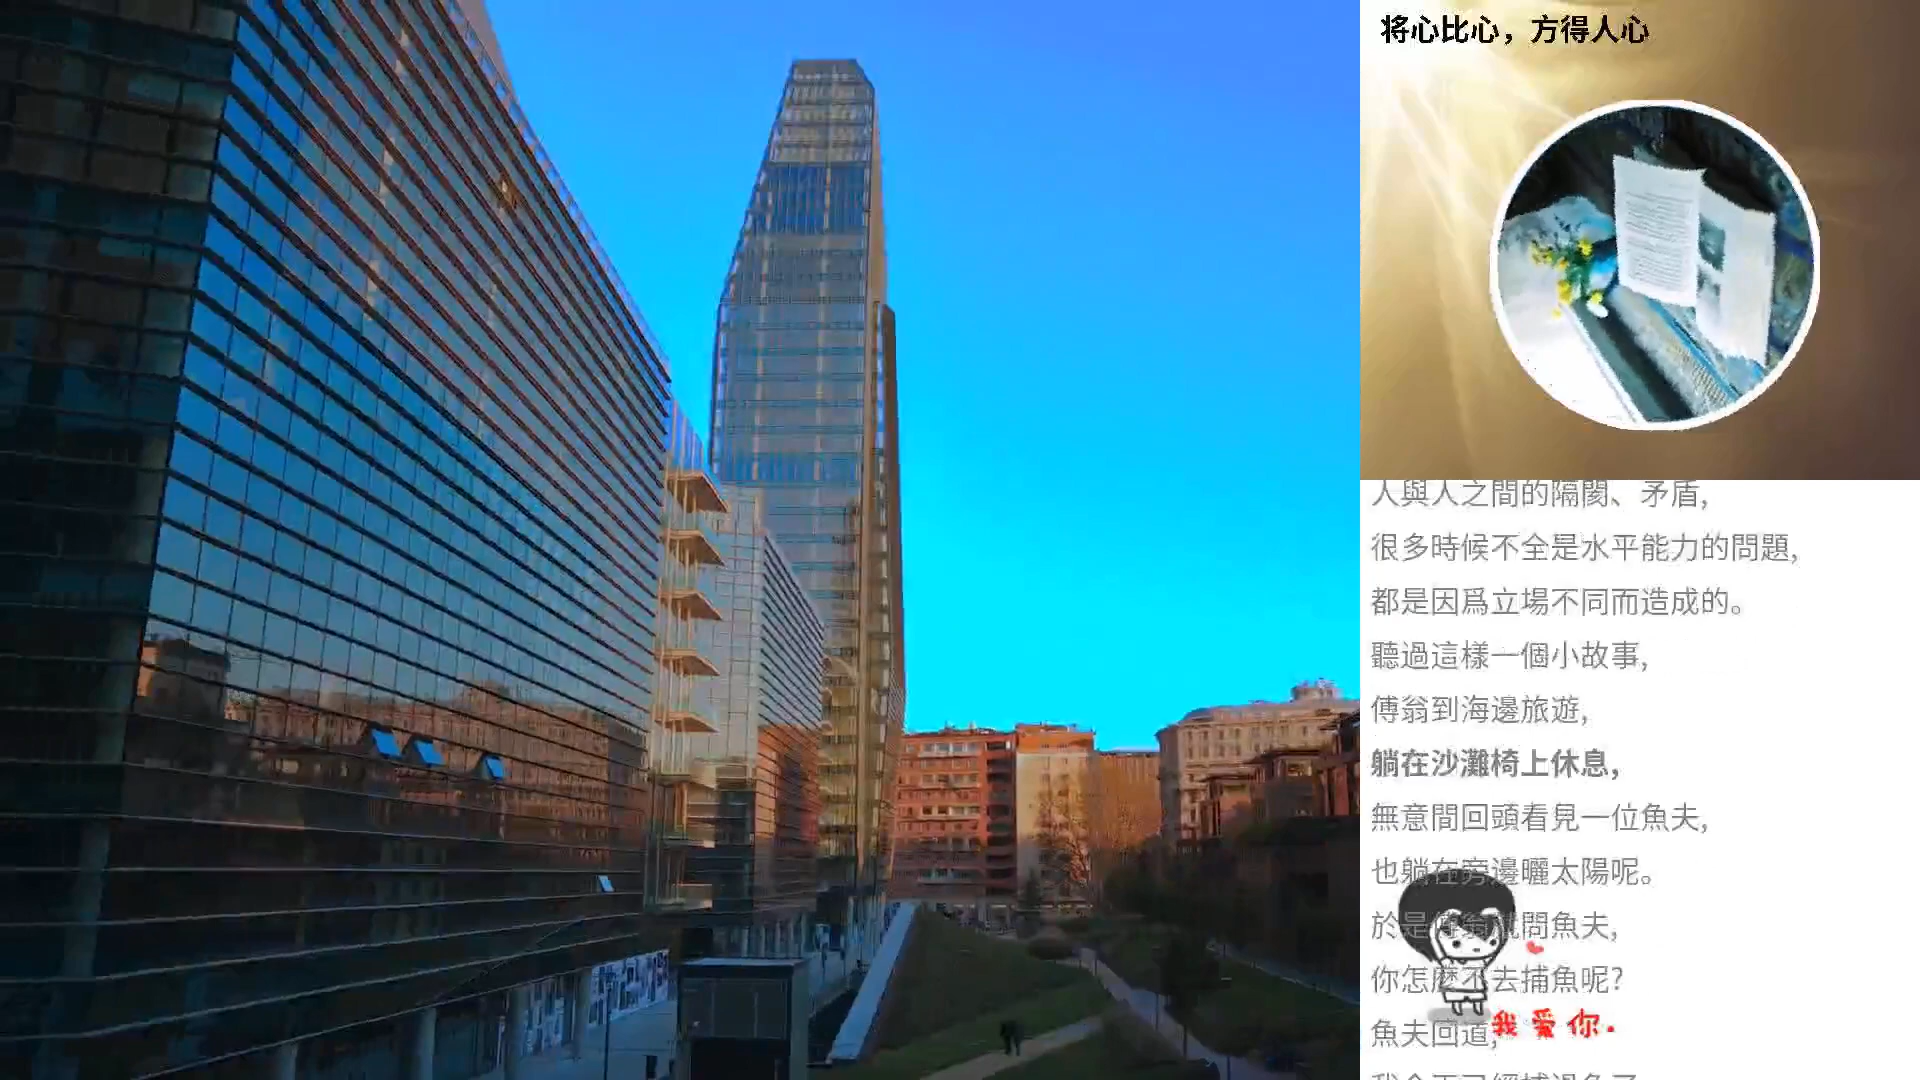 将心比心，方得人心
人與人之間的隔閡、矛盾,
很多時候不全是水平能力的問題,
都是因爲立場不同而造成的。
聽過這樣一個小故事,
傅翁到海邊旅遊,
躺在沙灘椅上休息,
無意間回頭看見一位魚夫,
也躺在旁邊曬太陽呢。
於是傅翁就問魚夫,
你怎麽不去捕魚呢?
魚夫回道,
我爱你.